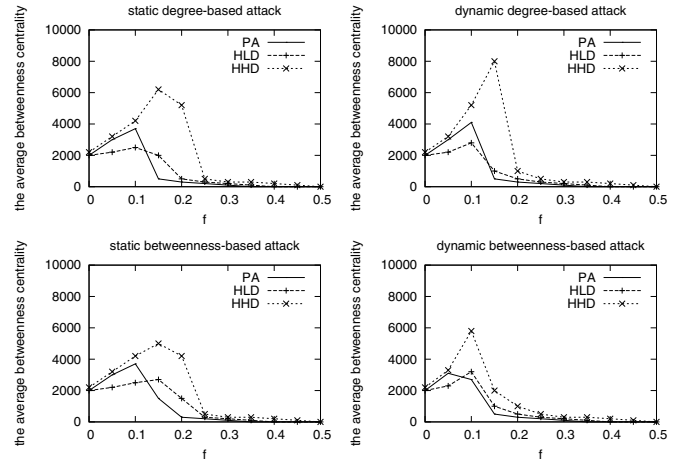 static degree-based attack
the average betweenness centrality
10000
8000
6000
4000
2000
0
0 0.1 0.2 0.3 0.4 0.5
f
PA
HLD
HHD
dynamic degree-based attack
the average betweenness centrality
10000
8000
6000
4000
2000
0
0 0.1 0.2 0.3 0.4 0.5
f
PA
HLD
HHD
static betweenness-based attack
the average betweenness centrality
10000
8000
6000
4000
2000
0
0 0.1 0.2 0.3 0.4 0.5
f
PA
HLD
HHD
dynamic betweenness-based attack
the average betweenness centrality
10000
8000
6000
4000
2000
0
0 0.1 0.2 0.3 0.4 0.5
f
PA
HLD
HHD